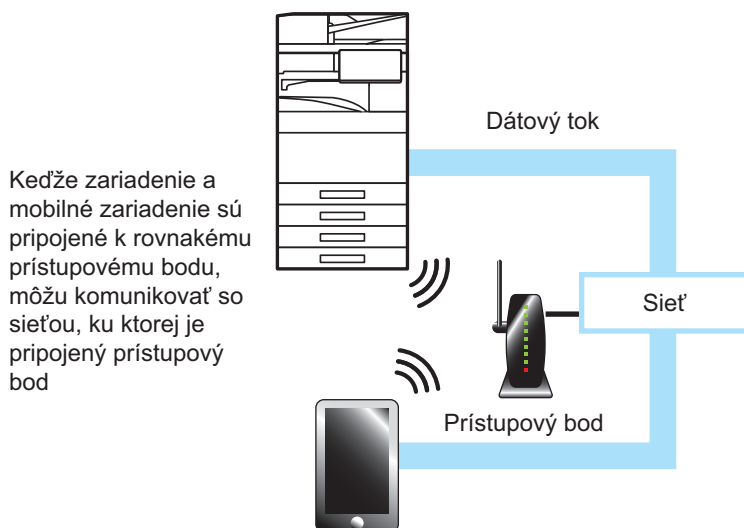 Dátový tok
Keďže zariadenie a
mobilné zariadenie sú
pripojené k rovnakému
prístupovému bodu,
môžu komunikovať so
sieťou, ku ktorej je
pripojený prístupový
bod
Sieť
Prístupový bod